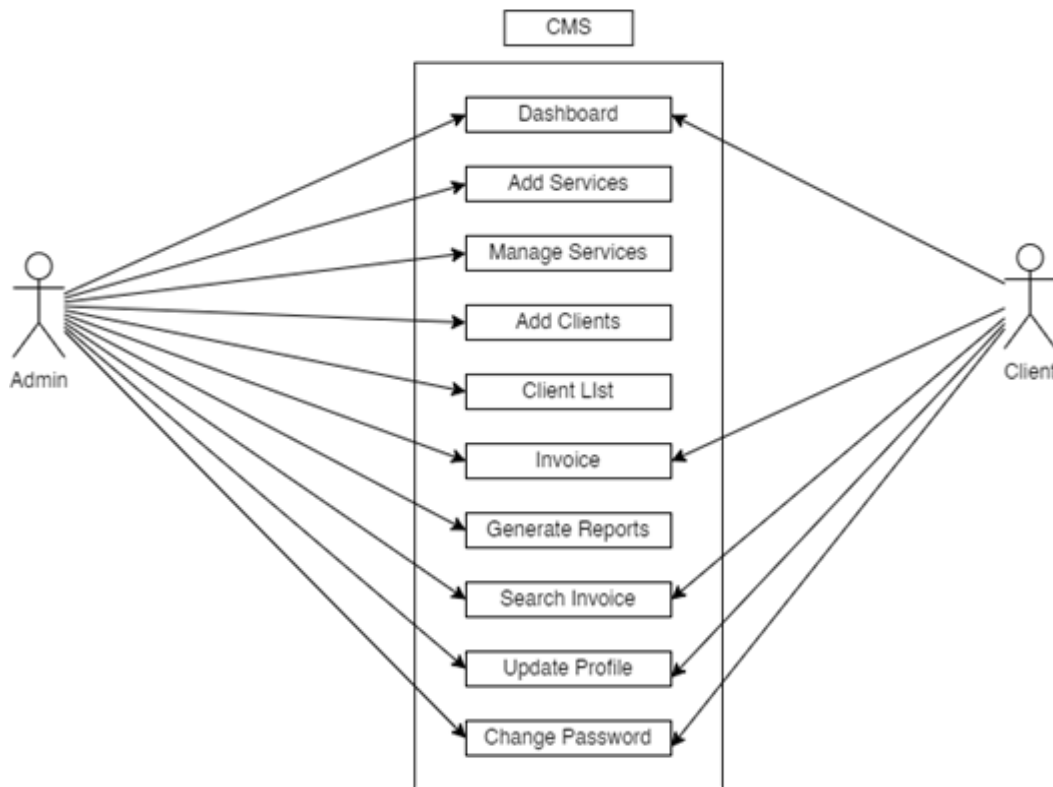 CMS
Dashboard
Add Services
Manage Services
Add Clients
Admin
Client
Client LIst
Invoice
Generate Reports
Search Invoice
Update Profile
Change Password